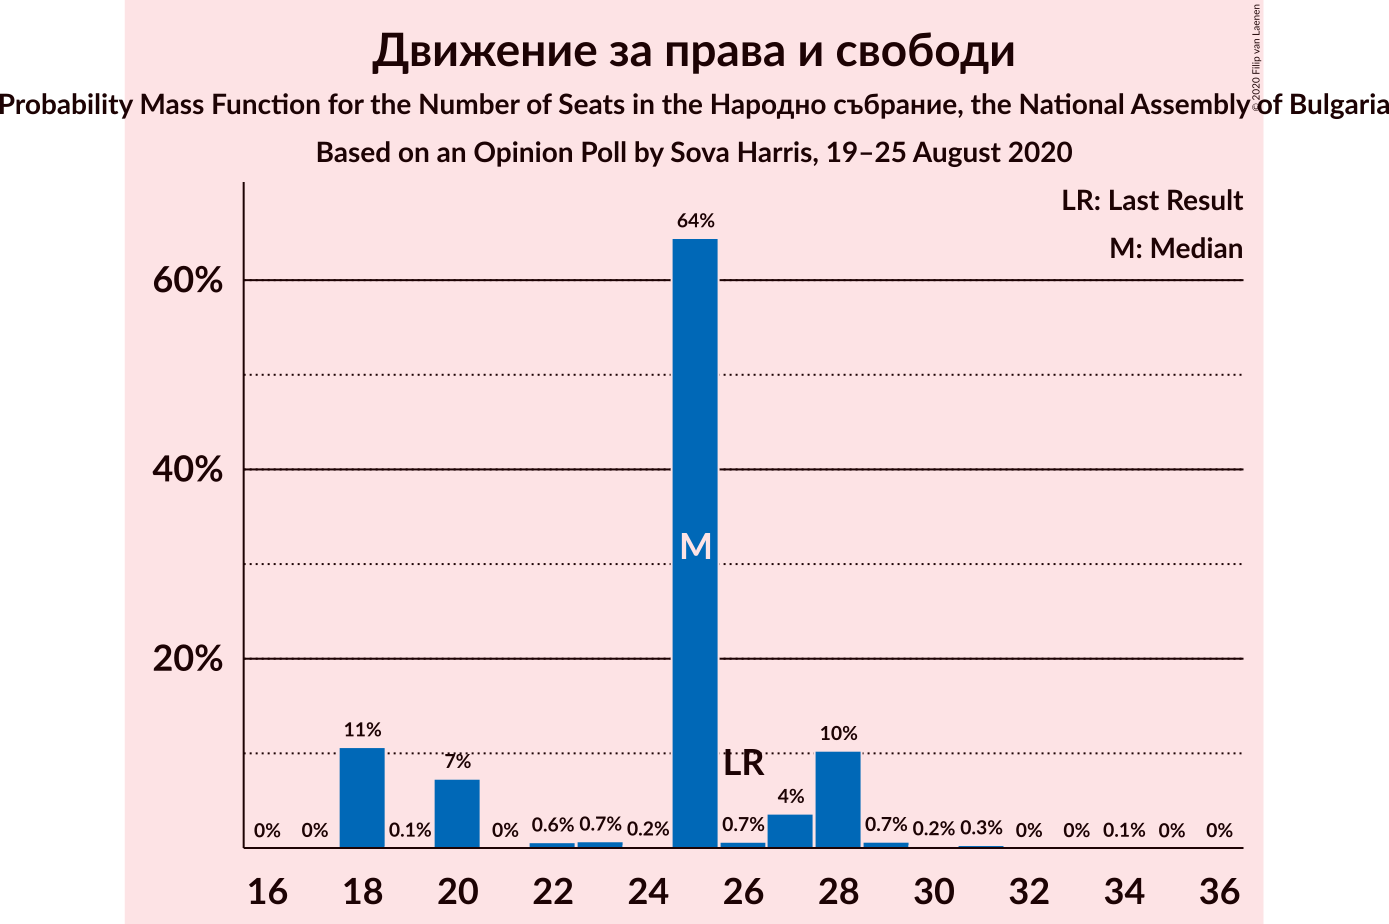 Движение за права и свободи
© 2020 Filip van Laenen
Probability Mass Function for the Number of Seats in the Народно събрание, the National Assembly of Bulgaria
Based on an Opinion Poll by Sova Harris, 19–25 August 2020
LR: Last Result
M: Median
60%
40%
20%
0% 0% 11% 0.1% 7% 0% 0.6% 0.7% 0.2% 64% 0.7% 4% 10% 0.7% 0.2% 0.3% 0% 0% 0.1% 0% 0%
M
LR
16 18 20 22 24 26 28 30 32 34 36